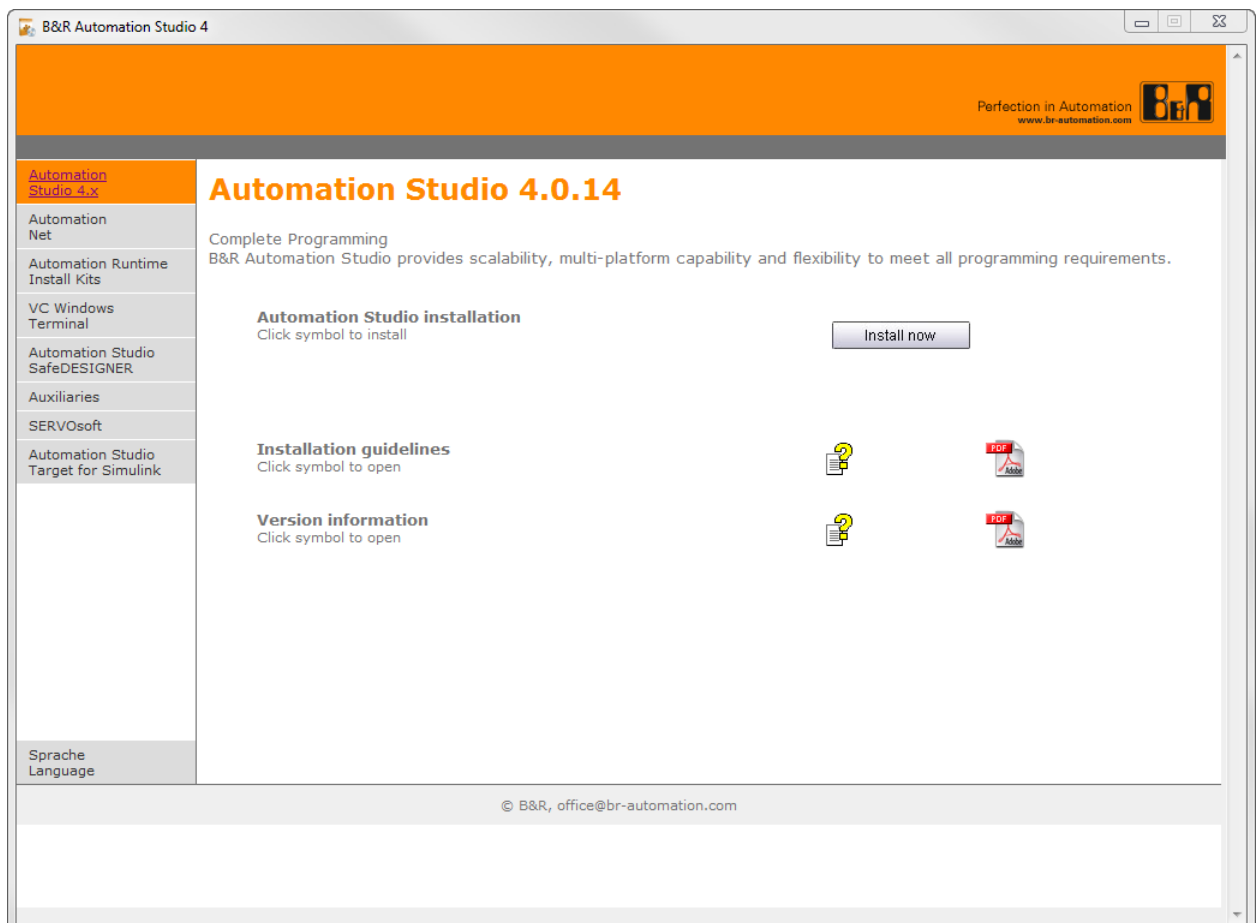 B&R Automation Studio 4
Perfection in Automation
www.br-automation.com
B&R
Automation
Studio 4.x
Automation
Net
Automation Runtime
Install Kits
VC Windows
Terminal
Automation Studio
SafeDESIGNER
Auxiliaries
SERVOsoft
Automation Studio
Target for Simulink
Sprache
Language
Automation Studio 4.0.14
Complete Programming
B&R Automation Studio provides scalability, multi-platform capability and flexibility to meet all programming requirements.
Automation Studio installation
Click symbol to install
Install now
Installation guidelines
Click symbol to open
PDF
Adobe
Version information
Click symbol to open
PDF
Adobe
© B&R, office@br-automation.com